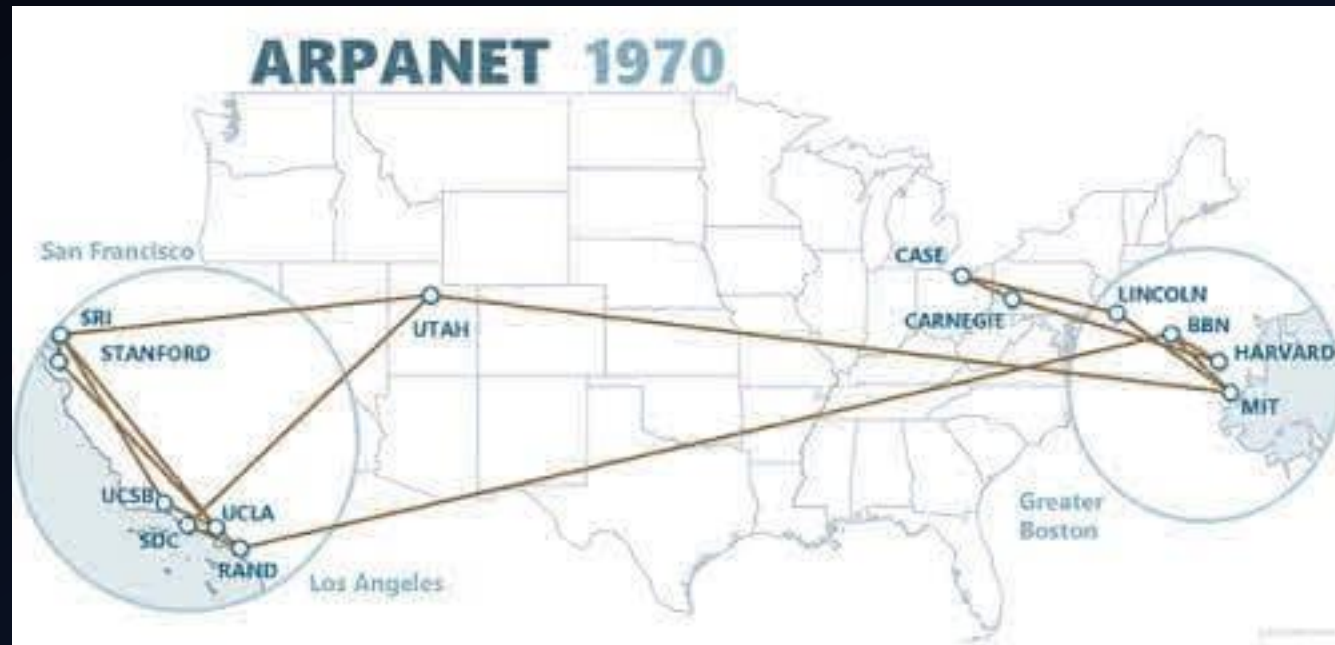 ARPANET 1970
San Francisco
SRI
STANFORD
UTAH
UCSB
UCLA
SDC
RAND
Los Angeles
CASE
CARNEGIE
LINCOLN
BBN
HARVARD
MIT
Greater
Boston